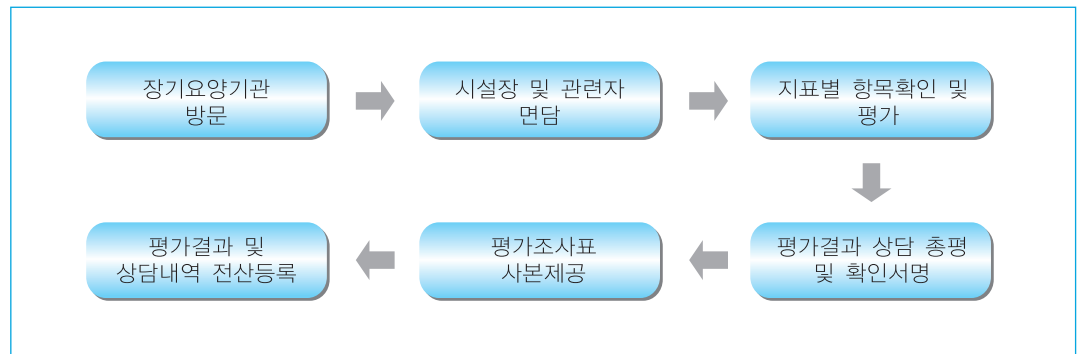 장기요양기관
방문
시설장 및 관련자
면담
지표별 항목확인 및
평가
평가결과 상담 총평
및 확인서명
평가조사표
사본제공
평가결과 및
상담내역 전산등록